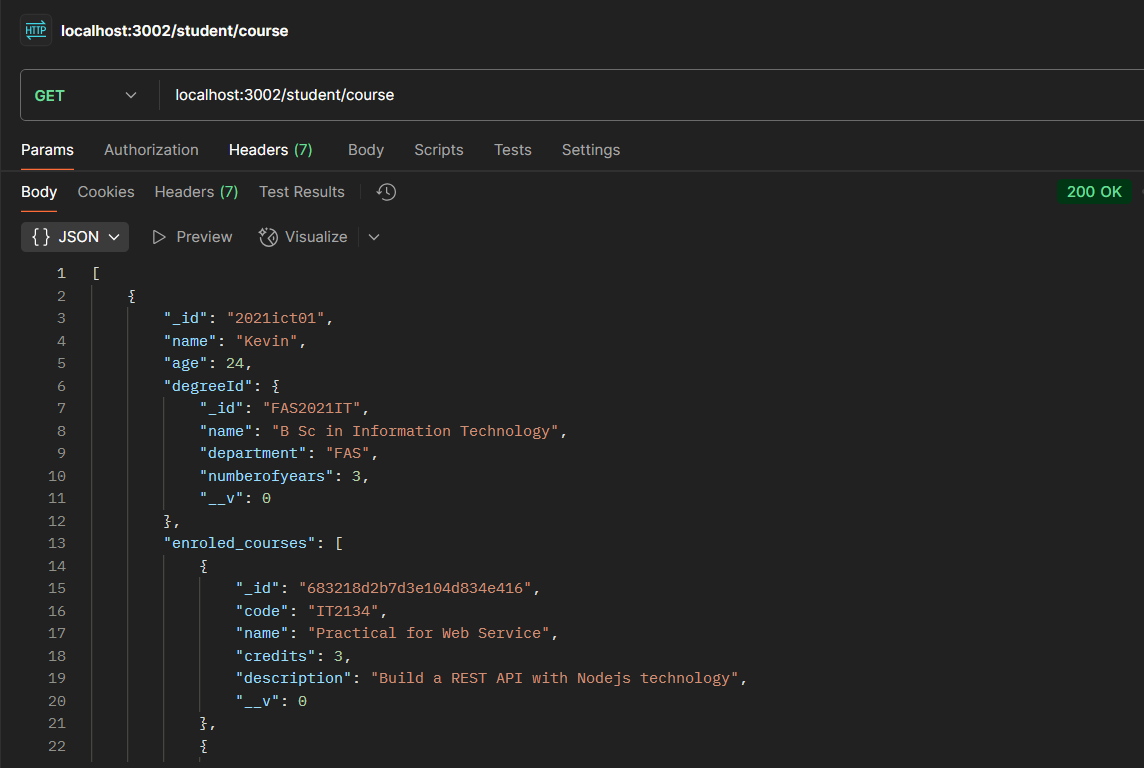 HTTP localhost:3002/student/course
GET localhost:3002/student/course
Params Authorization Headers (7) Body Scripts Tests Settings
Body Cookies Headers (7) Test Results 200 OK
{} JSON Preview Visualize
1 [
2 {
3 "_id": "2021ict01",
4 "name": "Kevin",
5 "age": 24,
6 "degreeId": {
7 "_id": "FAS2021IT",
8 "name": "B Sc in Information Technology",
9 "department": "FAS",
10 "numberofyears": 3,
11 "__v": 0
12 },
13 "enroled_courses": [
14 {
15 "_id": "683218d2b7d3e104d834e416",
16 "code": "IT2134",
17 "name": "Practical for Web Service",
18 "credits": 3,
19 "description": "Build a REST API with Nodejs technology",
20 "__v": 0
21 },
22 {